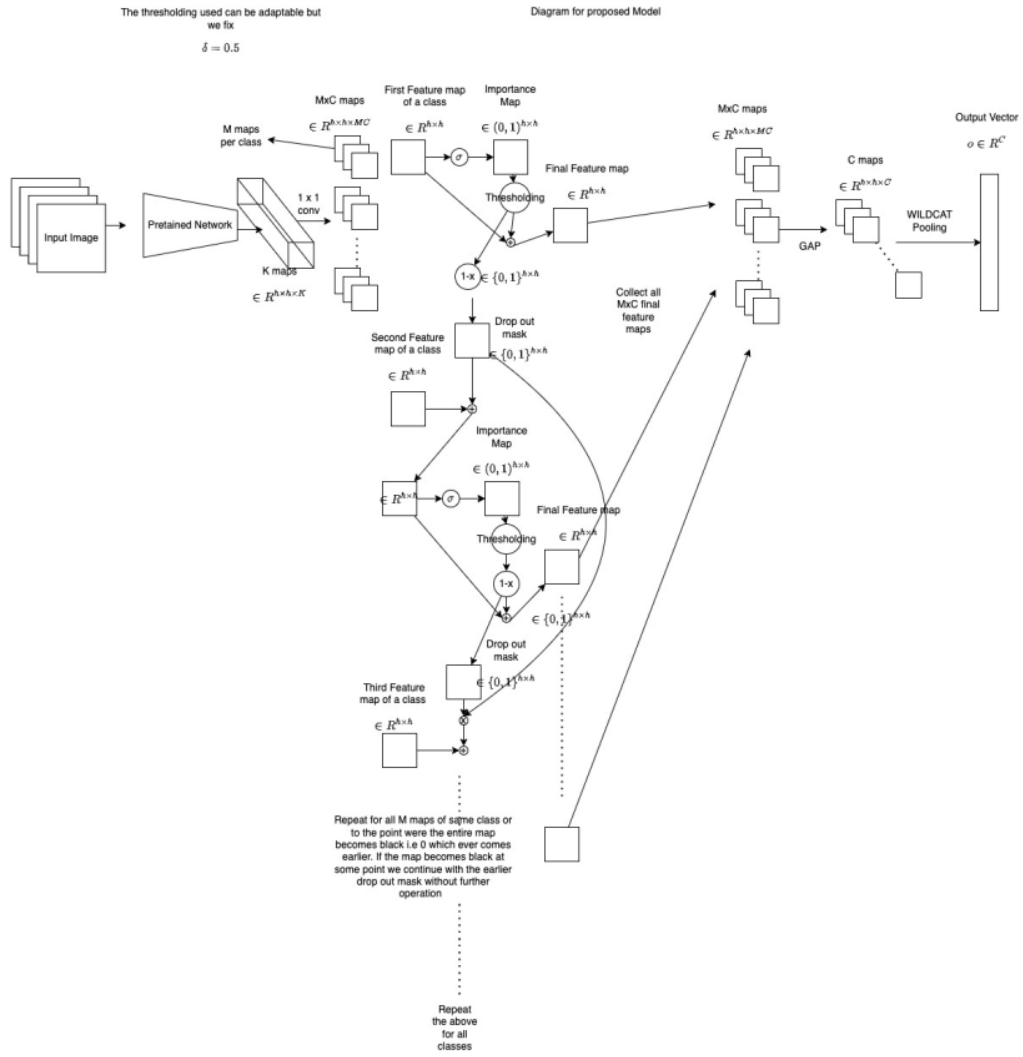 The thresholding used can be adaptable but
we fix
δ = 0.5
Diagram for proposed Model
First Feature map
of a class
∈ R^{h×h}
Importance
Map
∈ (0, 1)^{h×h}
MxC maps
∈ R^{h×h×MC}
M maps
per class
1 x 1
conv
Input Image
Pretained Network
K maps
∈ R^{h×h×K}
σ
Thresholding
Final Feature map
∈ R^{h×h}
+
1-x
∈ {0, 1}^{h×h}
MxC maps
∈ R^{h×h×MC}
C maps
∈ R^{h×h×C}
GAP
WILDCAT
Pooling
Output Vector
o ∈ R^C
Collect all
MxC final
feature
maps
Drop out
mask
∈ {0, 1}^{h×h}
Second Feature
map of a class
∈ R^{h×h}
+
Importance
Map
∈ (0, 1)^{h×h}
∈ R^{h×h}
σ
Thresholding
Final Feature map
∈ R^{h×h}
1-x
+
∈ {0, 1}^{h×h}
Drop out
mask
∈ {0, 1}^{h×h}
Third Feature
map of a class
∈ R^{h×h}
x
+
Repeat for all M maps of same class or
to the point were the entire map
becomes black i.e 0 which ever comes
earlier. If the map becomes black at
some point we continue with the earlier
drop out mask without further
operation
Repeat
the above
for all
classes